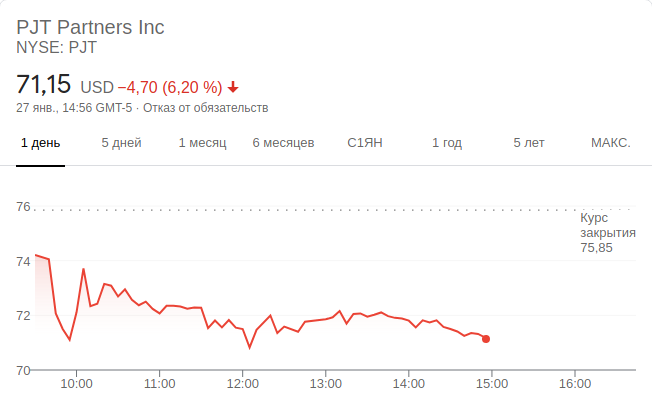 PJT Partners Inc
NYSE: PJT
71,15 USD −4,70 (6,20 %)
27 янв., 14:56 GMT-5 · Отказ от обязательств
1 день 5 дней 1 месяц 6 месяцев С1ЯН 1 год 5 лет МАКС.
76
Курс
закрытия
75,85
74
72
70
10:00 11:00 12:00 13:00 14:00 15:00 16:00